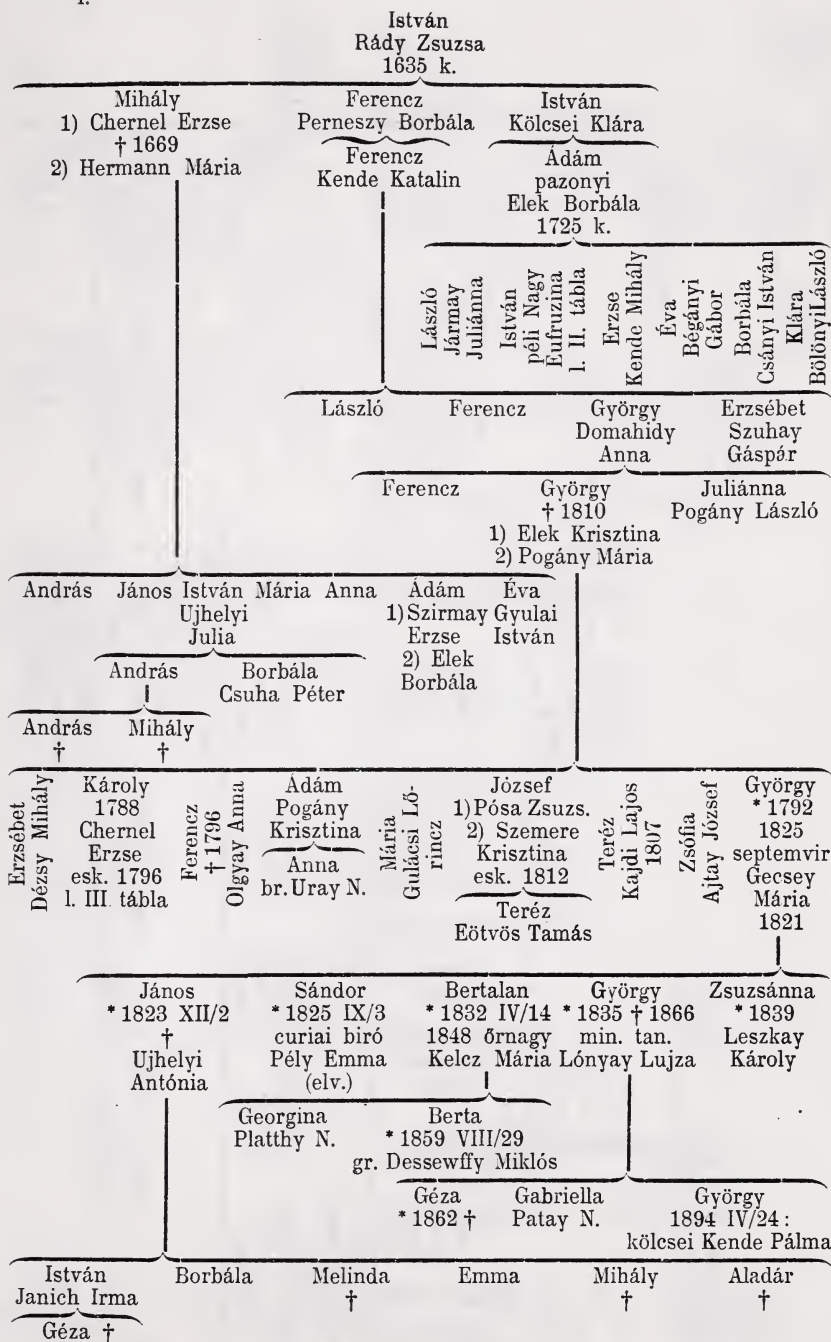 I.
István
Rády Zsuzsa
1635 k.
Mihály
1) Chernel Erzse
† 1669
2) Hermann Mária
Ferencz
Perneszy Borbála
István
Kölcsei Klára
Ferencz
Kende Katalin
Ádám
pazonyi
Elek Borbála
1725 k.
László
Jármay
Juliánna
István
péli Nagy
Eufruzina
l. II. tábla
Erzse
Kende Mihály
Éva
Bégányi
Gábor
Borbála
Csányi István
Klára
Bölönyi László
László
Ferencz
György
Domahidy
Anna
Erzsébet
Szuhay
Gáspár
Ferencz
György
† 1810
1) Elek Krisztina
2) Pogány Mária
Juliánna
Pogány László
András
János
István
Ujhelyi
Julia
Mária
Anna
Ádám
1) Szirmay
Erzse
2) Elek
Borbála
Éva
Gyulai
István
András
Borbála
Csuha Péter
András
†
Mihály
†
Erzsébet
Dézsy Mihály
Károly
1788
Chernel
Erzse
esk. 1796
l. III. tábla
Ferencz
† 1796
Olgyay Anna
Ádám
Pogány
Krisztina
Anna
br. Uray N.
Mária
Gulácsi Lő-
rincz
József
1) Pósa Zsuzs.
2) Szemere
Krisztina
esk. 1812
Teréz
Eötvös Tamás
Teréz
Kajdi Lajos
1807
Zsófia
Ajtay József
György
* 1792
1825
septemvir
Gecsey
Mária
1821
János
* 1823 XII/2
†
Ujhelyi
Antónia
Sándor
* 1825 IX/3
curiai biró
Pély Emma
(elv.)
Bertalan
* 1832 IV/14
1848 őrnagy
Kelcz Mária
György
* 1835 † 1866
min. tan.
Lónyay Lujza
Zsuzsánna
* 1839
Leszkay
Károly
Georgina
Platthy N.
Berta
* 1859 VIII/29
gr. Dessewffy Miklós
Géza
* 1862 †
Gabriella
Patay N.
György
1894 IV/24 :
kölcsei Kende Pálma
István
Janich Irma
Borbála
Melinda
†
Emma
Mihály
†
Aladár
†
Géza †